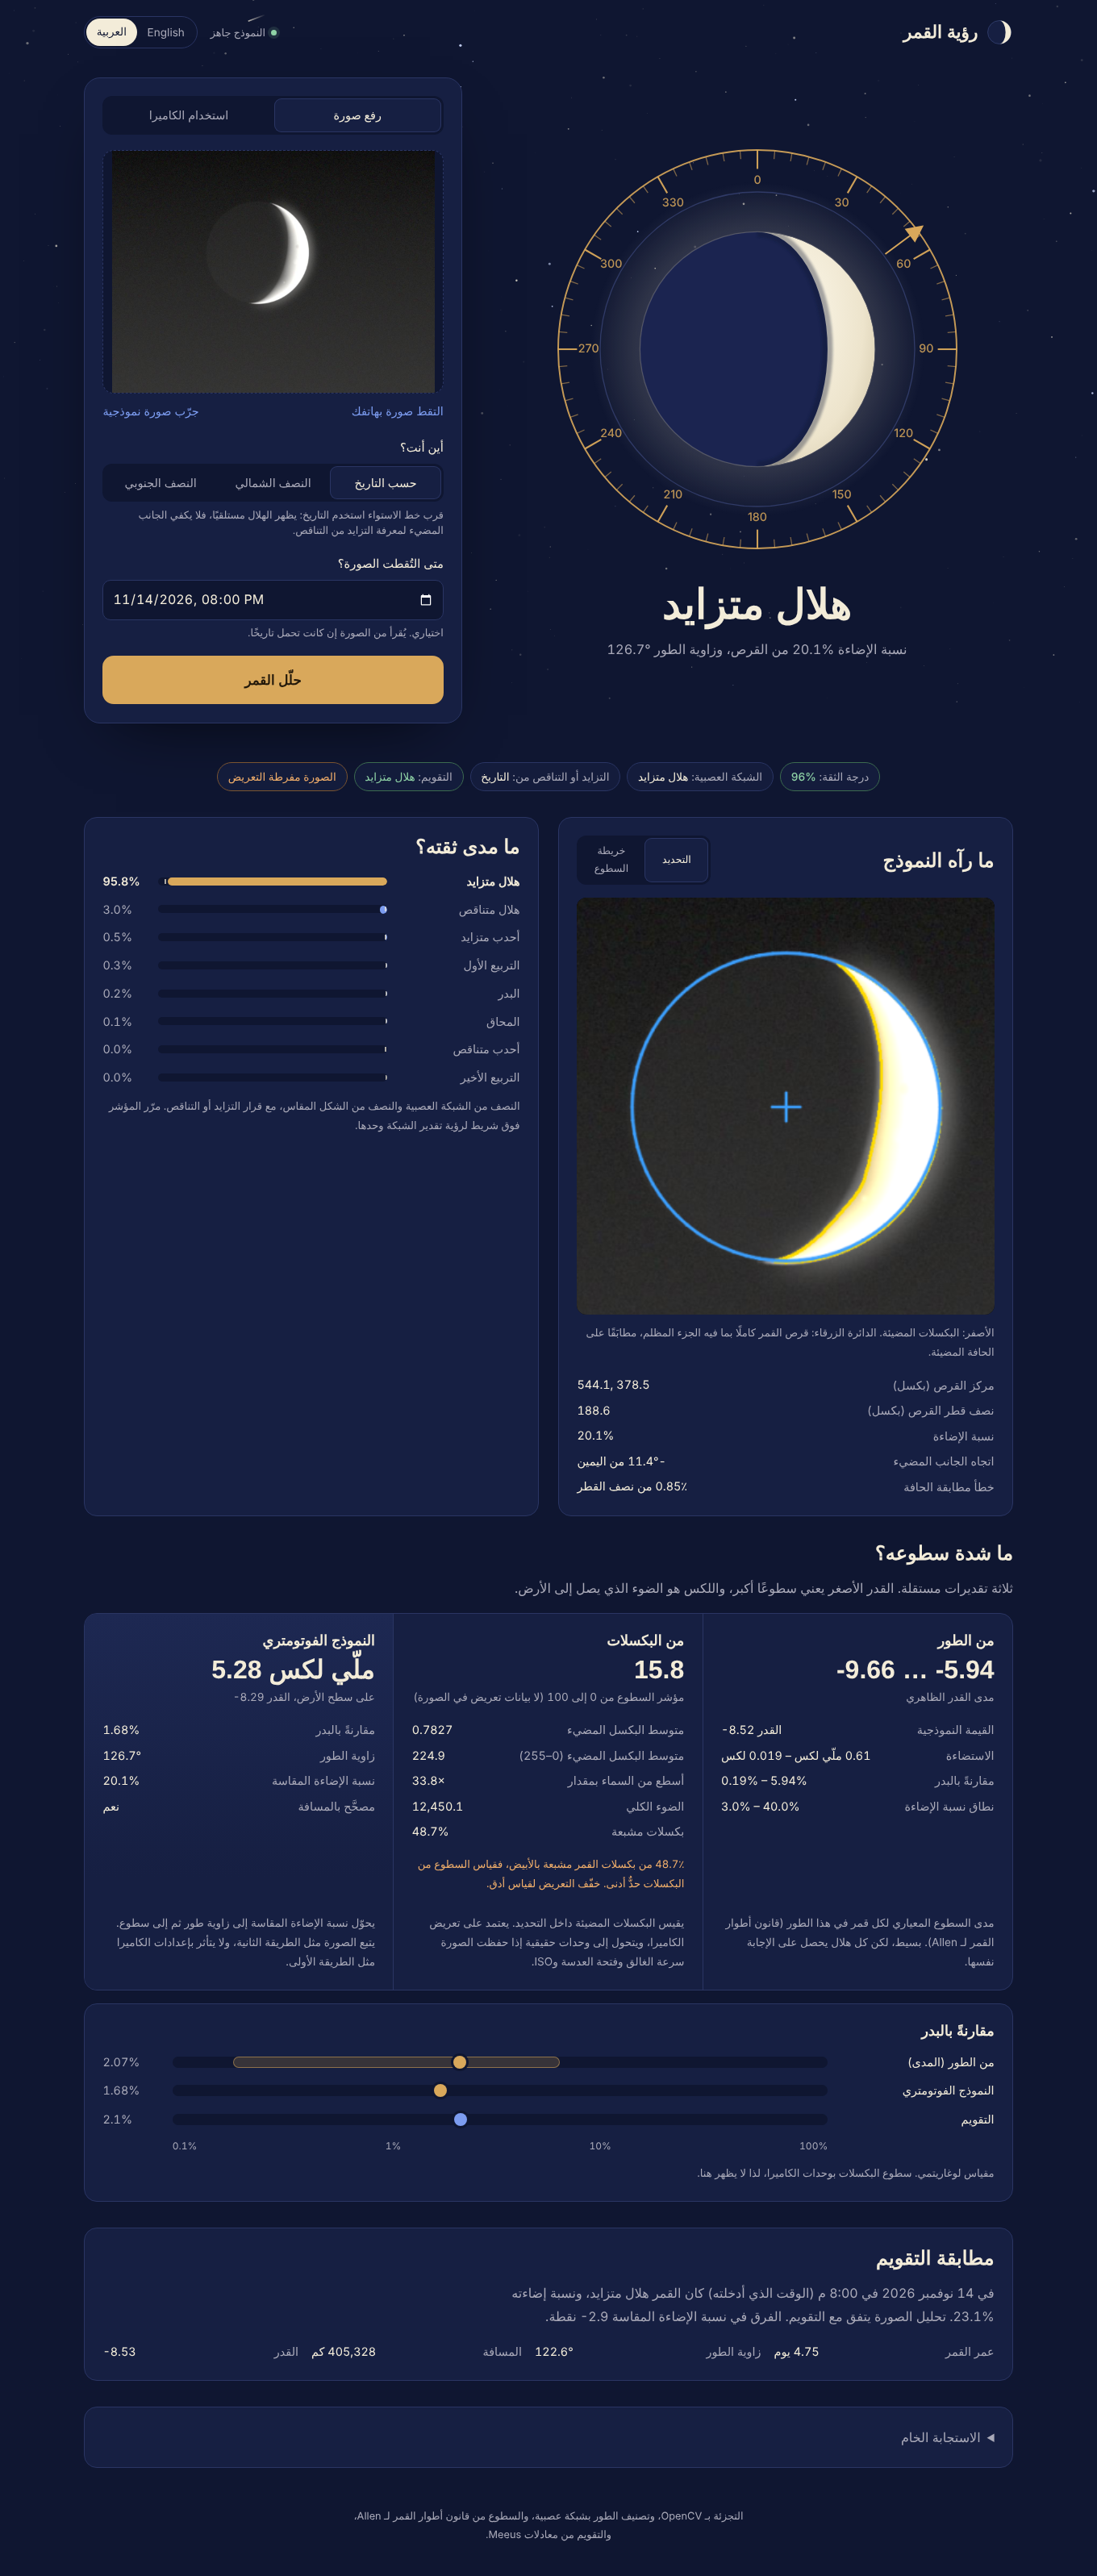 رؤية القمر
النموذج جاهز
English
العربية
0
30
60
90
120
150
180
210
240
270
300
330
هلال متزايد
نسبة الإضاءة %20.1 من القرص، وزاوية الطور °126.7
رفع صورة
استخدام الكاميرا
التقط صورة بهاتفك
جرّب صورة نموذجية
أين أنت؟
حسب التاريخ
النصف الشمالي
النصف الجنوبي
قرب خط الاستواء استخدم التاريخ: يظهر الهلال مستلقيًا، فلا يكفي الجانب
المضيء لمعرفة التزايد من التناقص.
متى التُقطت الصورة؟
11/14/2026, 08:00 PM
اختياري. يُقرأ من الصورة إن كانت تحمل تاريخًا.
حلّل القمر
درجة الثقة: 96%
الشبكة العصبية: هلال متزايد
التزايد أو التناقص من: التاريخ
التقويم: هلال متزايد
الصورة مفرطة التعريض
ما رآه النموذج
التحديد
خريطة
السطوع
الأصفر: البكسلات المضيئة. الدائرة الزرقاء: قرص القمر كاملًا بما فيه الجزء المظلم، مطابَقًا على
الحافة المضيئة.
مركز القرص (بكسل) 544.1, 378.5
نصف قطر القرص (بكسل) 188.6
نسبة الإضاءة 20.1%
اتجاه الجانب المضيء -11.4° من اليمين
خطأ مطابقة الحافة 0.85٪ من نصف القطر
ما مدى ثقته؟
هلال متزايد 95.8%
هلال متناقص 3.0%
أحدب متزايد 0.5%
التربيع الأول 0.3%
البدر 0.2%
المحاق 0.1%
أحدب متناقص 0.0%
التربيع الأخير 0.0%
النصف من الشبكة العصبية والنصف من الشكل المقاس، مع قرار التزايد أو التناقص. مرّر المؤشر
فوق شريط لرؤية تقدير الشبكة وحدها.
ما شدة سطوعه؟
ثلاثة تقديرات مستقلة. القدر الأصغر يعني سطوعًا أكبر، واللكس هو الضوء الذي يصل إلى الأرض.
من الطور
-9.66 … -5.94
مدى القدر الظاهري
القيمة النموذجية القدر 8.52-
الاستضاءة 0.61 ملّي لكس – 0.019 لكس
مقارنةً بالبدر 0.19% – 5.94%
نطاق نسبة الإضاءة 3.0% – 40.0%
مدى السطوع المعياري لكل قمر في هذا الطور (قانون أطوار
القمر لـ Allen). بسيط، لكن كل هلال يحصل على الإجابة
نفسها.
من البكسلات
15.8
مؤشر السطوع من 0 إلى 100 (لا بيانات تعريض في الصورة)
متوسط البكسل المضيء 0.7827
متوسط البكسل المضيء (0–255) 224.9
أسطع من السماء بمقدار 33.8×
الضوء الكلي 12,450.1
بكسلات مشبعة 48.7%
48.7٪ من بكسلات القمر مشبعة بالأبيض، فقياس السطوع من
البكسلات حدٌّ أدنى. خفّف التعريض لقياس أدق.
يقيس البكسلات المضيئة داخل التحديد. يعتمد على تعريض
الكاميرا، ويتحول إلى وحدات حقيقية إذا حفظت الصورة
سرعة الغالق وفتحة العدسة وISO.
النموذج الفوتومتري
5.28 ملّي لكس
على سطح الأرض، القدر 8.29-
مقارنةً بالبدر 1.68%
زاوية الطور 126.7°
نسبة الإضاءة المقاسة 20.1%
مصحَّح بالمسافة نعم
يحوّل نسبة الإضاءة المقاسة إلى زاوية طور ثم إلى سطوع.
يتبع الصورة مثل الطريقة الثانية، ولا يتأثر بإعدادات الكاميرا
مثل الطريقة الأولى.
مقارنةً بالبدر
من الطور (المدى) 2.07%
النموذج الفوتومتري 1.68%
التقويم 2.1%
0.1% 1% 10% 100%
مقياس لوغاريتمي. سطوع البكسلات بوحدات الكاميرا، لذا لا يظهر هنا.
مطابقة التقويم
في 14 نوفمبر 2026 في 8:00 م (الوقت الذي أدخلته) كان القمر هلال متزايد، ونسبة إضاءته
23.1%. تحليل الصورة يتفق مع التقويم. الفرق في نسبة الإضاءة المقاسة 2.9- نقطة.
عمر القمر 4.75 يوم
زاوية الطور 122.6°
المسافة 405,328 كم
القدر 8.53-
الاستجابة الخام
التجزئة بـ OpenCV، وتصنيف الطور بشبكة عصبية، والسطوع من قانون أطوار القمر لـ Allen،
والتقويم من معادلات Meeus.